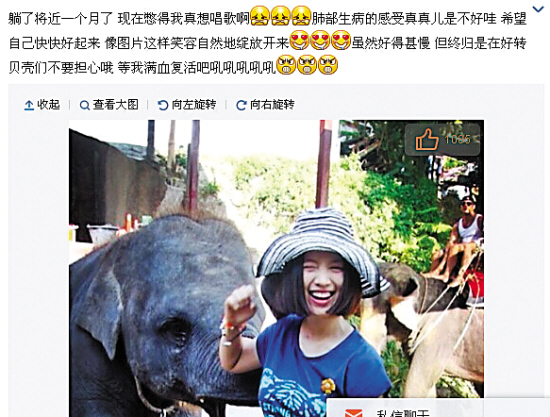 躺了将近一个月了 现在憋得我真想唱歌啊 肺部生病的感受真真儿是不好哇 希望
自己快快好起来 像图片这样笑容自然地绽放开来 虽然好得甚慢 但终归是在好转
贝壳们不要担心哦 等我满血复活吧吼吼吼吼吼
收起 查看大图 向左旋转 向右旋转
私信聊天